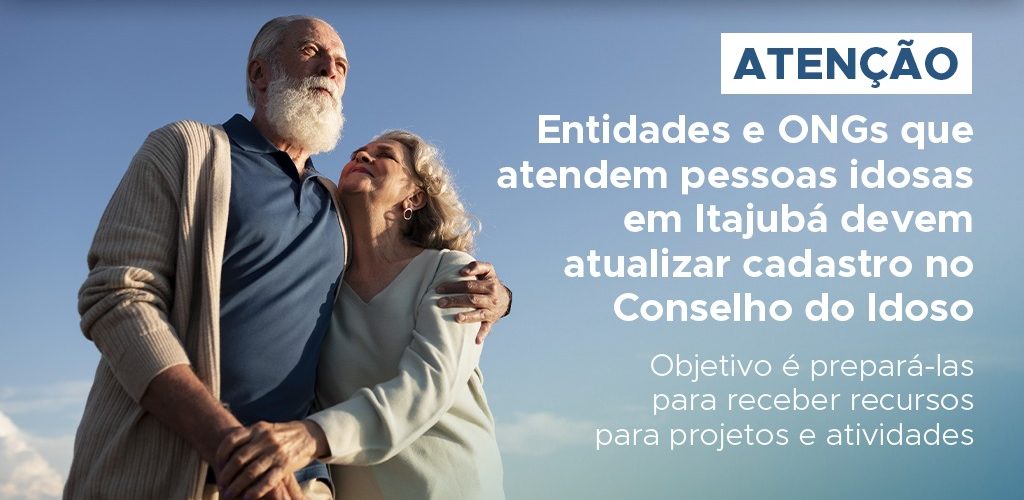 ATENÇÃO
Entidades e ONGs que
atendem pessoas idosas
em Itajubá devem
atualizar cadastro no
Conselho do Idoso
Objetivo é prepará-las
para receber recursos
para projetos e atividades